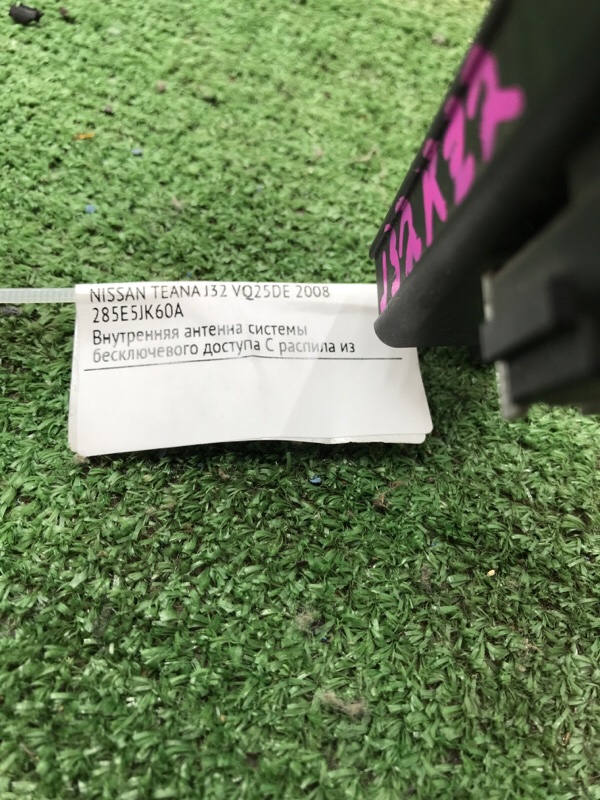 NISSAN TEANA J32 VQ25DE 2008
285E5JK60A
Внутренняя антенна системы
бесключевого доступа С распила из